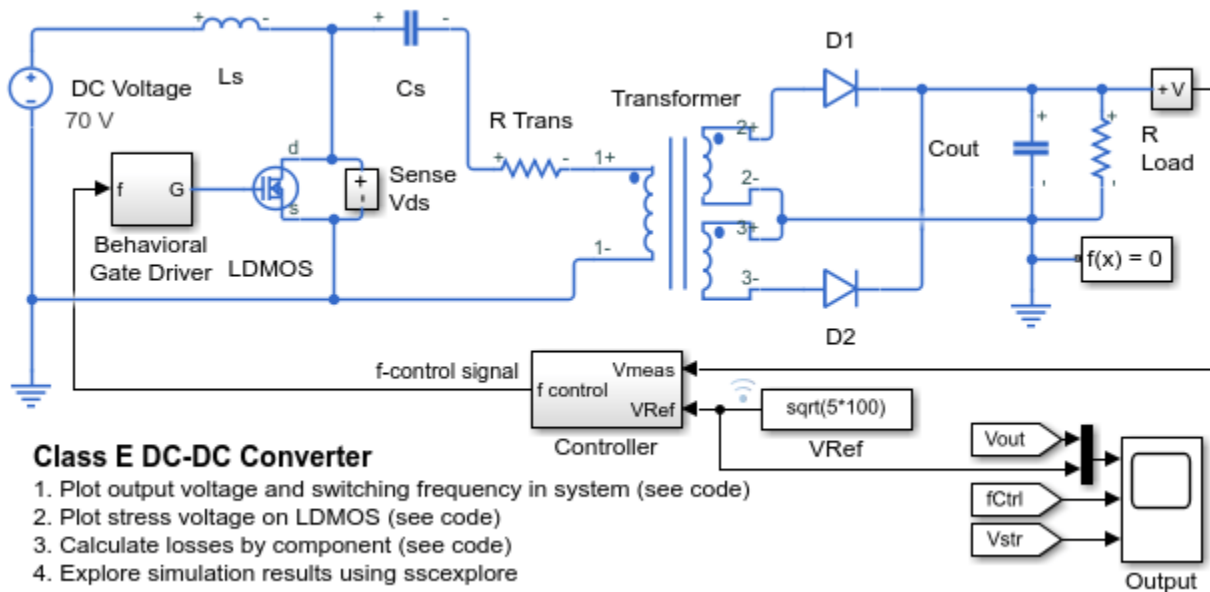 + -
Ls
+ -
Cs
DC Voltage
70 V
R Trans
+ -
Transformer
1+
1-
2+
2-
3+
3-
D1
D2
Cout
+
-
+
-
R
Load
+V
f(x) = 0
f G
Behavioral
Gate Driver
d
s
LDMOS
+
-
Sense
Vds
+
-
f-control signal
Vmeas
f control
VRef
Controller
sqrt(5*100)
VRef
Vout
fCtrl
Vstr
Output
Class E DC-DC Converter
1. Plot output voltage and switching frequency in system (see code)
2. Plot stress voltage on LDMOS (see code)
3. Calculate losses by component (see code)
4. Explore simulation results using sscexplore